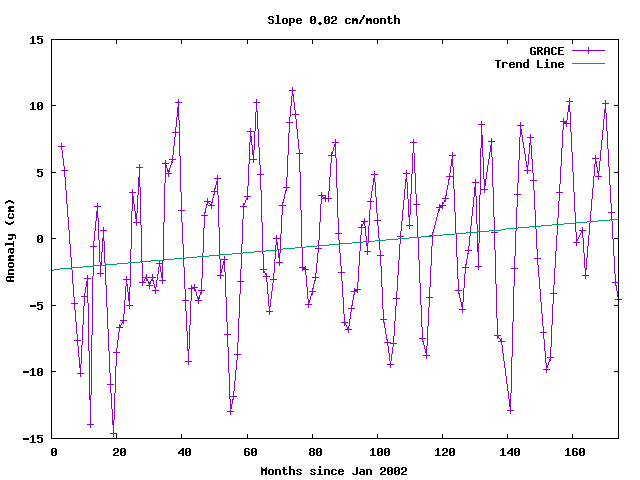 Slope 0.02 cm/month
15
GRACE
Trend Line
10
5
0
-5
-10
-15
Anomaly (cm)
0 20 40 60 80 100 120 140 160
Months since Jan 2002